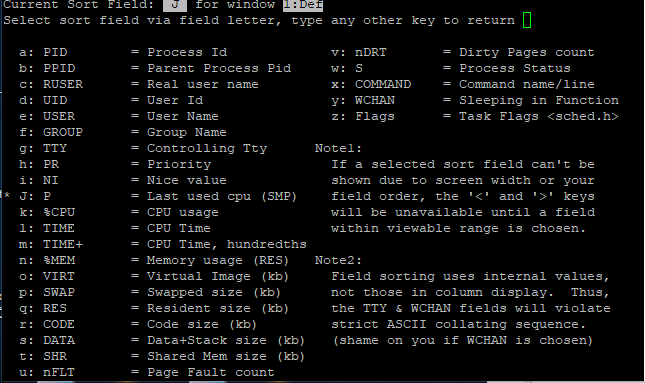 Current Sort Field:  J  for window 1:Def
Select sort field via field letter, type any other key to return
  a: PID        = Process Id              v: nDRT       = Dirty Pages count
  b: PPID       = Parent Process Pid      w: S          = Process Status
  c: RUSER      = Real user name          x: COMMAND    = Command name/line
  d: UID        = User Id                 y: WCHAN      = Sleeping in Function
  e: USER       = User Name               z: Flags      = Task Flags <sched.h>
  f: GROUP      = Group Name
  g: TTY        = Controlling Tty       Note1:
  h: PR         = Priority                If a selected sort field can't be
  i: NI         = Nice value              shown due to screen width or your
* J: P          = Last used cpu (SMP)     field order, the '<' and '>' keys
  k: %CPU       = CPU usage               will be unavailable until a field
  l: TIME       = CPU Time                within viewable range is chosen.
  m: TIME+      = CPU Time, hundredths
  n: %MEM       = Memory usage (RES)    Note2:
  o: VIRT       = Virtual Image (kb)      Field sorting uses internal values,
  p: SWAP       = Swapped size (kb)       not those in column display.  Thus,
  q: RES        = Resident size (kb)      the TTY & WCHAN fields will violate
  r: CODE       = Code size (kb)          strict ASCII collating sequence.
  s: DATA       = Data+Stack size (kb)    (shame on you if WCHAN is chosen)
  t: SHR        = Shared Mem size (kb)
  u: nFLT       = Page Fault count